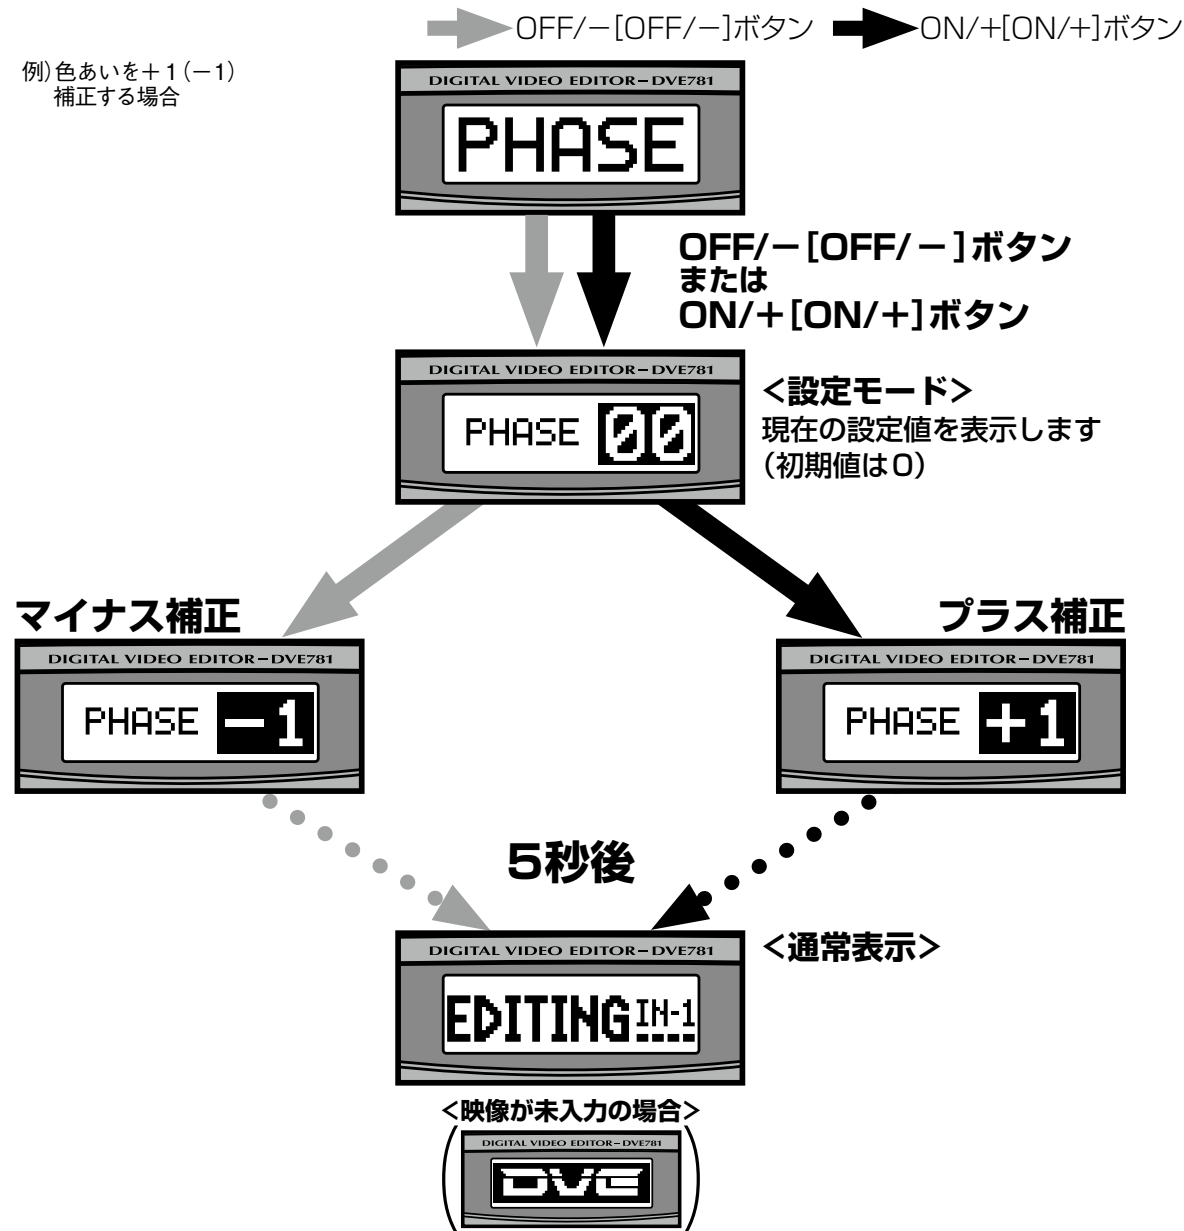 OFF/−[OFF/−]ボタン
ON/+[ON/+]ボタン
例)色あいを+1(−1)
補正する場合
DIGITAL VIDEO EDITOR−DVE781
PHASE
OFF/−[OFF/−]ボタン
または
ON/+[ON/+]ボタン
DIGITAL VIDEO EDITOR−DVE781
PHASE 00
<設定モード>
現在の設定値を表示します
(初期値は0)
マイナス補正
DIGITAL VIDEO EDITOR−DVE781
PHASE −1
プラス補正
DIGITAL VIDEO EDITOR−DVE781
PHASE +1
5秒後
DIGITAL VIDEO EDITOR−DVE781
EDITING IN-1
<通常表示>
<映像が未入力の場合>
DIGITAL VIDEO EDITOR−DVE781
DVE